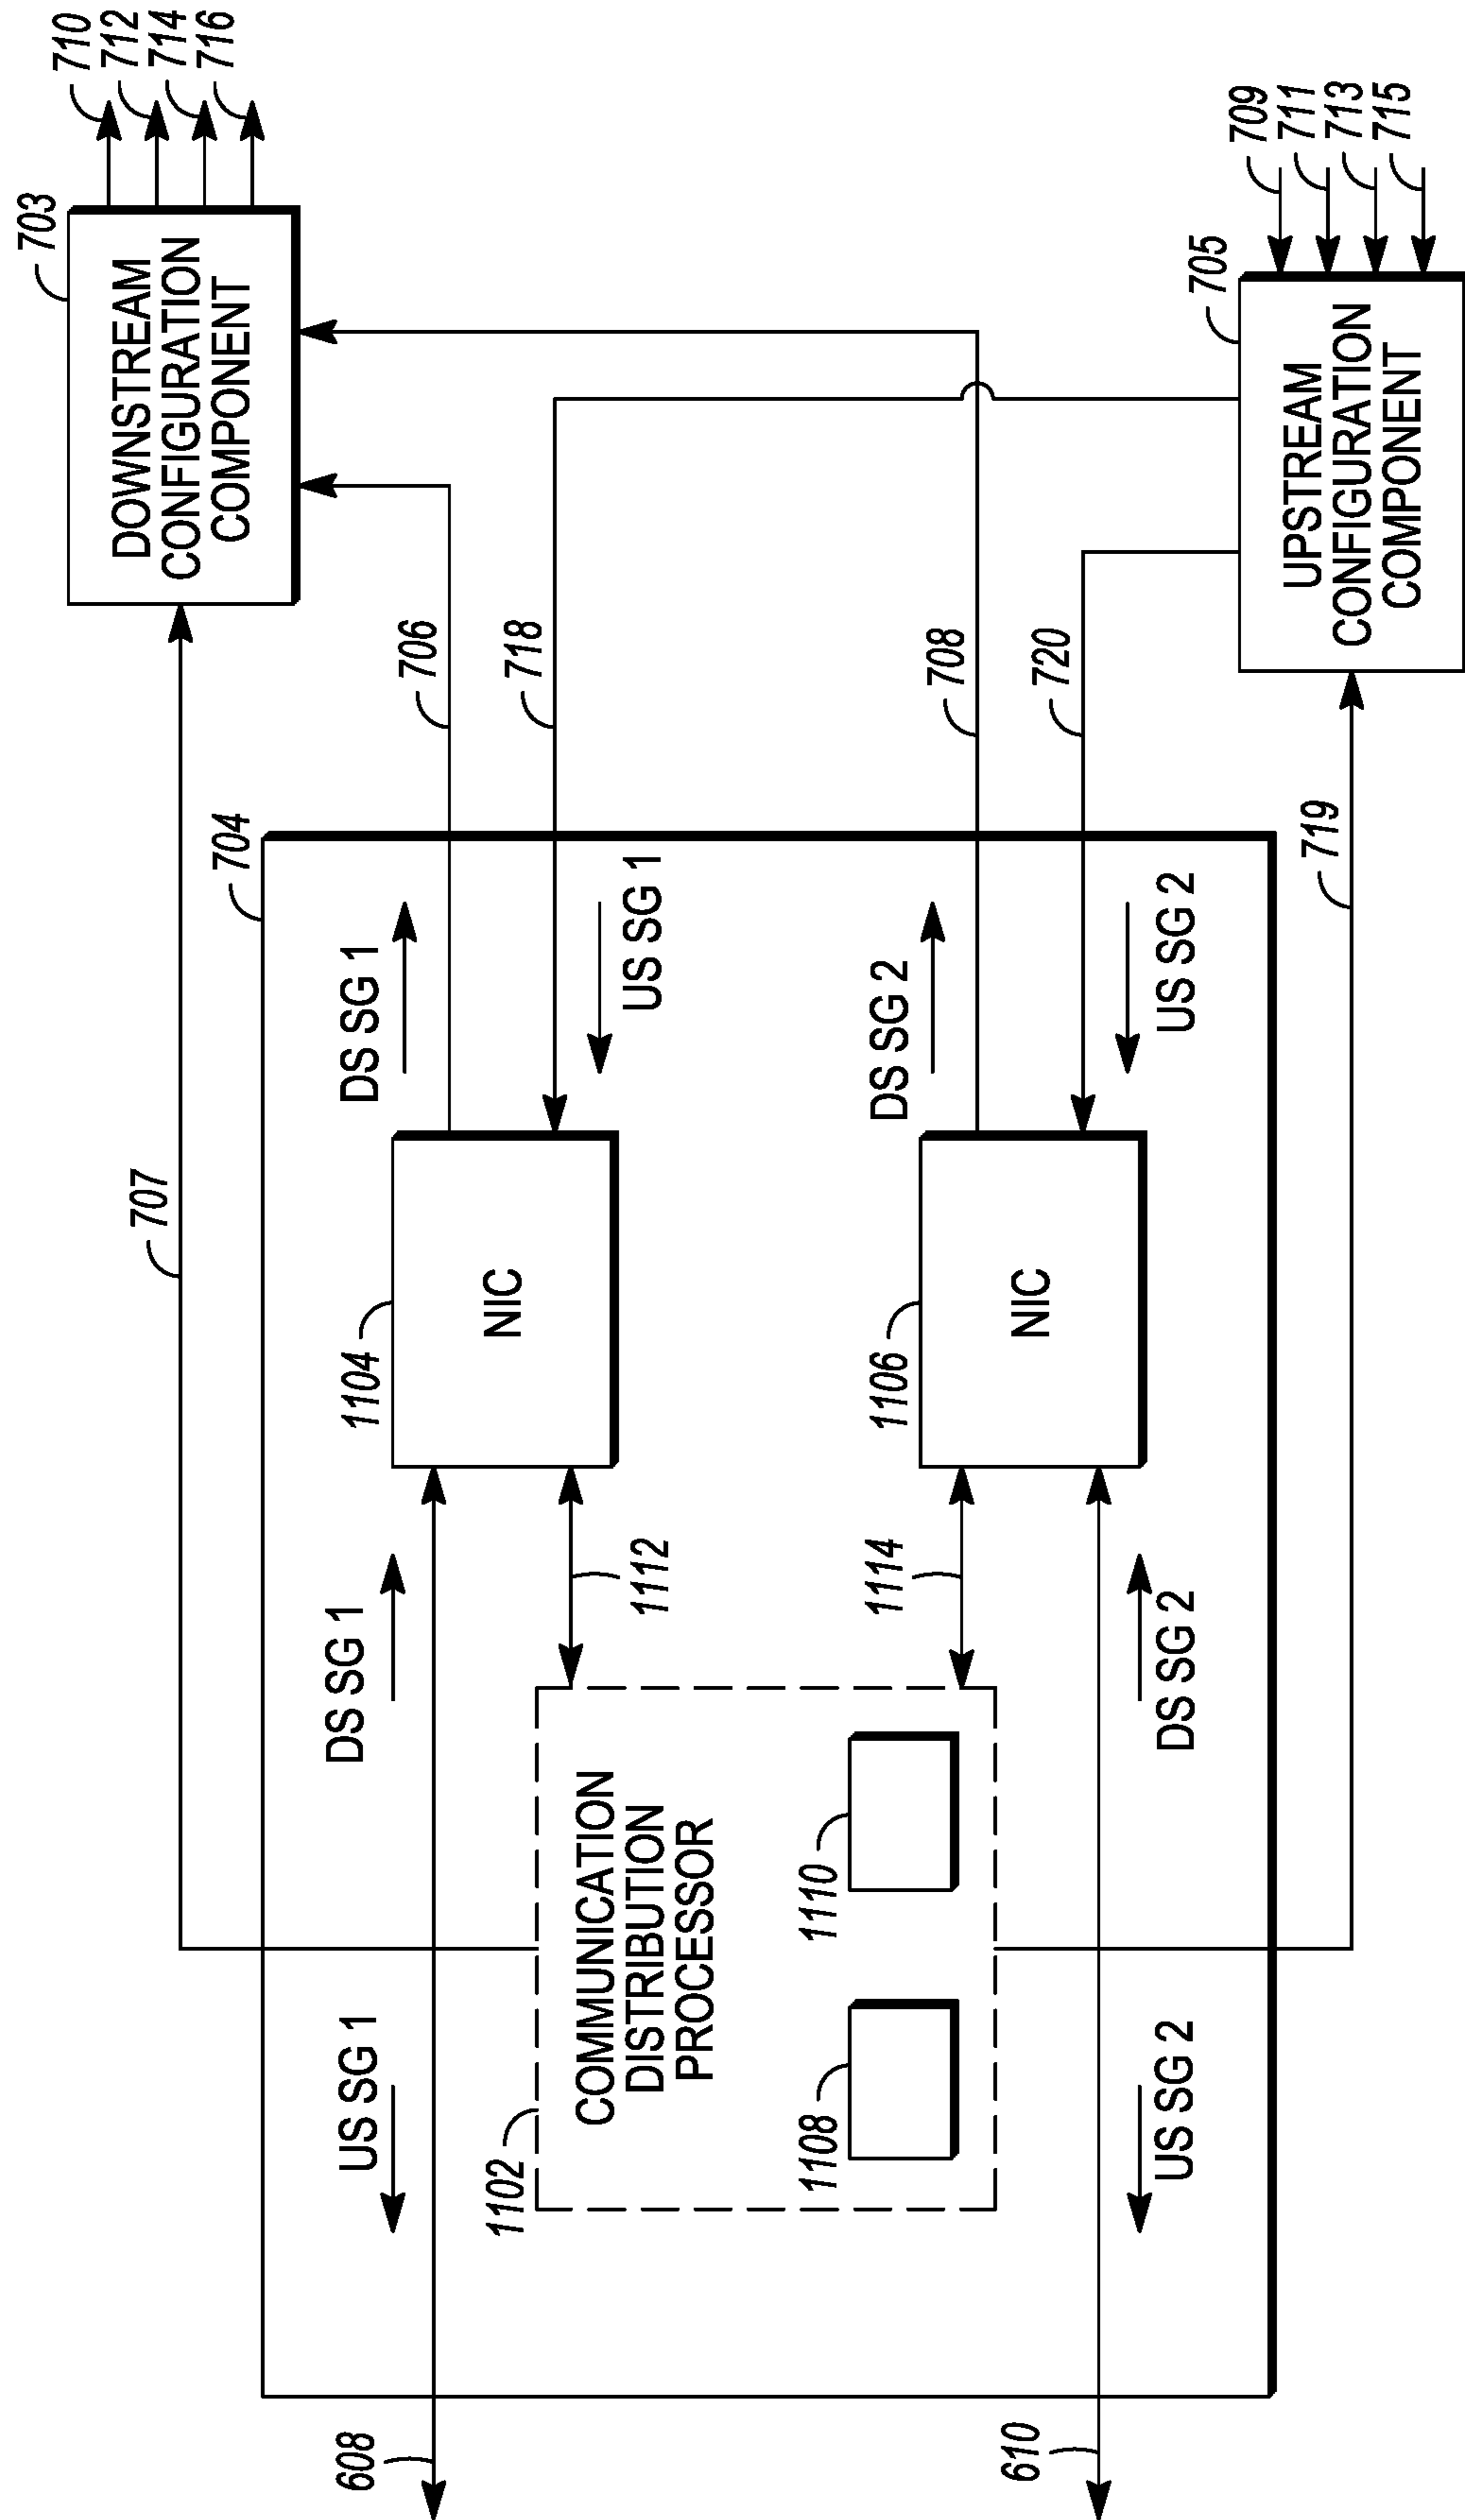 703
DOWNSTREAM
CONFIGURATION
COMPONENT
710
712
714
716
707
704
706
718
708
720
719
705
UPSTREAM
CONFIGURATION
COMPONENT
709
711
713
715
DS SG 1
US SG 1
DS SG 2
US SG 2
1104
NIC
1106
NIC
DS SG 1
1112
1114
DS SG 2
US SG 1
1102
COMMUNICATION
DISTRIBUTION
PROCESSOR
1108
1110
US SG 2
608
610